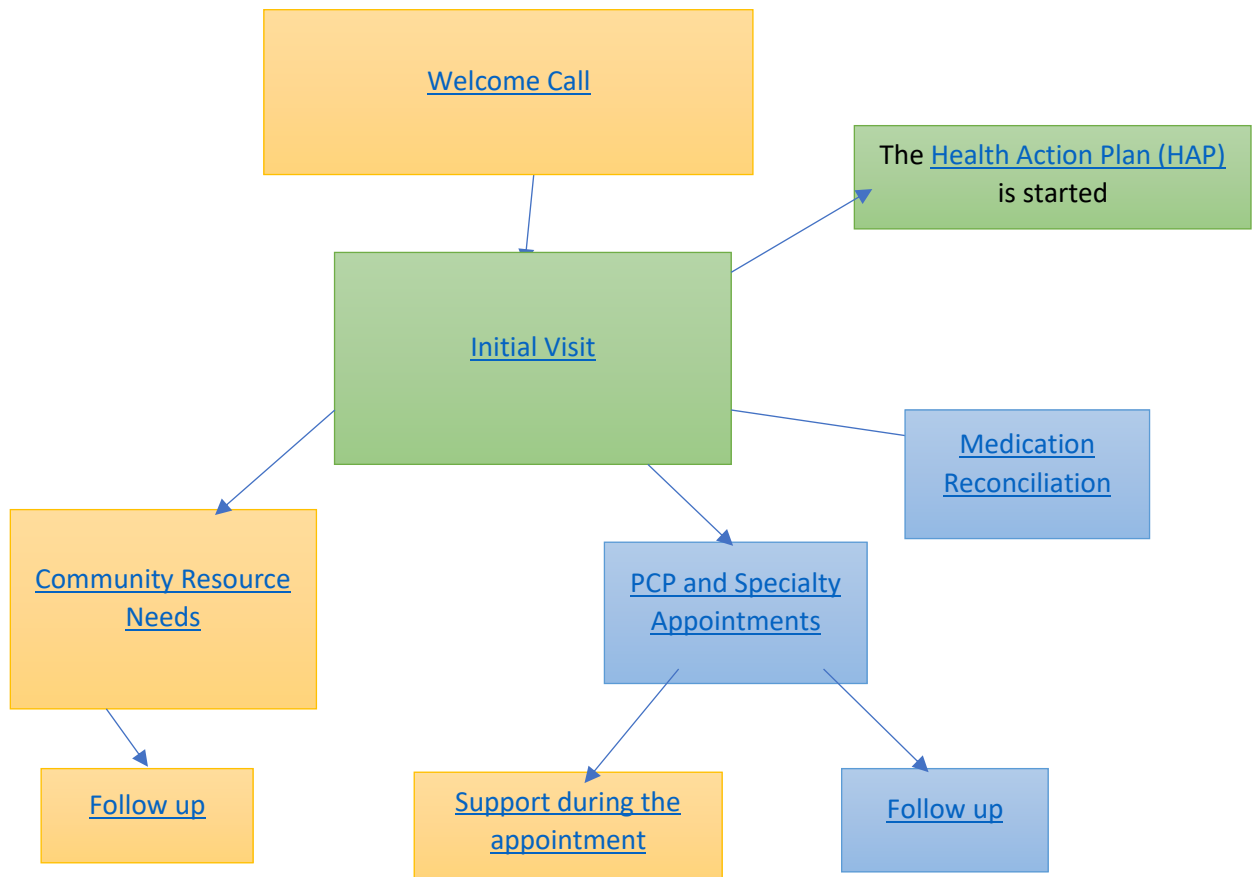 Welcome Call
The Health Action Plan (HAP)
is started
Initial Visit
Medication
Reconciliation
Community Resource
Needs
PCP and Specialty
Appointments
Follow up
Support during the
appointment
Follow up